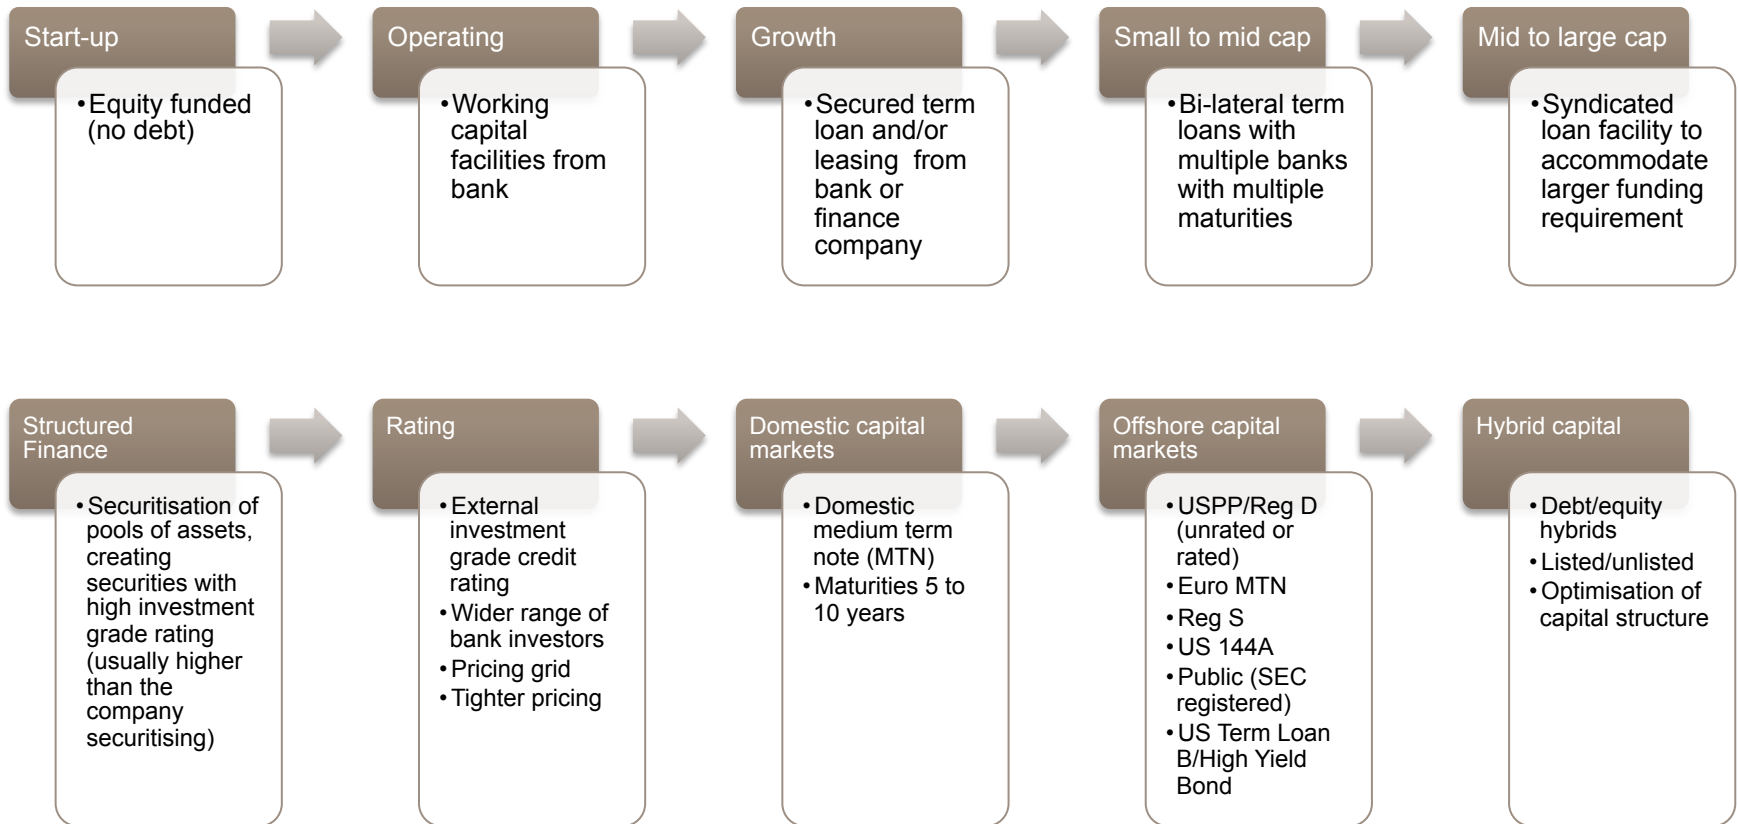 Start-up
•Equity funded
(no debt)
Operating
•Working
capital
facilities from
bank
Growth
•Secured term
loan and/or
leasing from
bank or
finance
company
Small to mid cap
•Bi-lateral term
loans with
multiple banks
with multiple
maturities
Mid to large cap
•Syndicated
loan facility to
accommodate
larger funding
requirement
Structured
Finance
•Securitisation of
pools of assets,
creating
securities with
high investment
grade rating
(usually higher
than the
company
securitising)
Rating
•External
investment
grade credit
rating
•Wider range of
bank investors
•Pricing grid
•Tighter pricing
Domestic capital
markets
•Domestic
medium term
note (MTN)
•Maturities 5 to
10 years
Offshore capital
markets
•USPP/Reg D
(unrated or
rated)
•Euro MTN
•Reg S
•US 144A
•Public (SEC
registered)
•US Term Loan
B/High Yield
Bond
Hybrid capital
•Debt/equity
hybrids
•Listed/unlisted
•Optimisation of
capital structure